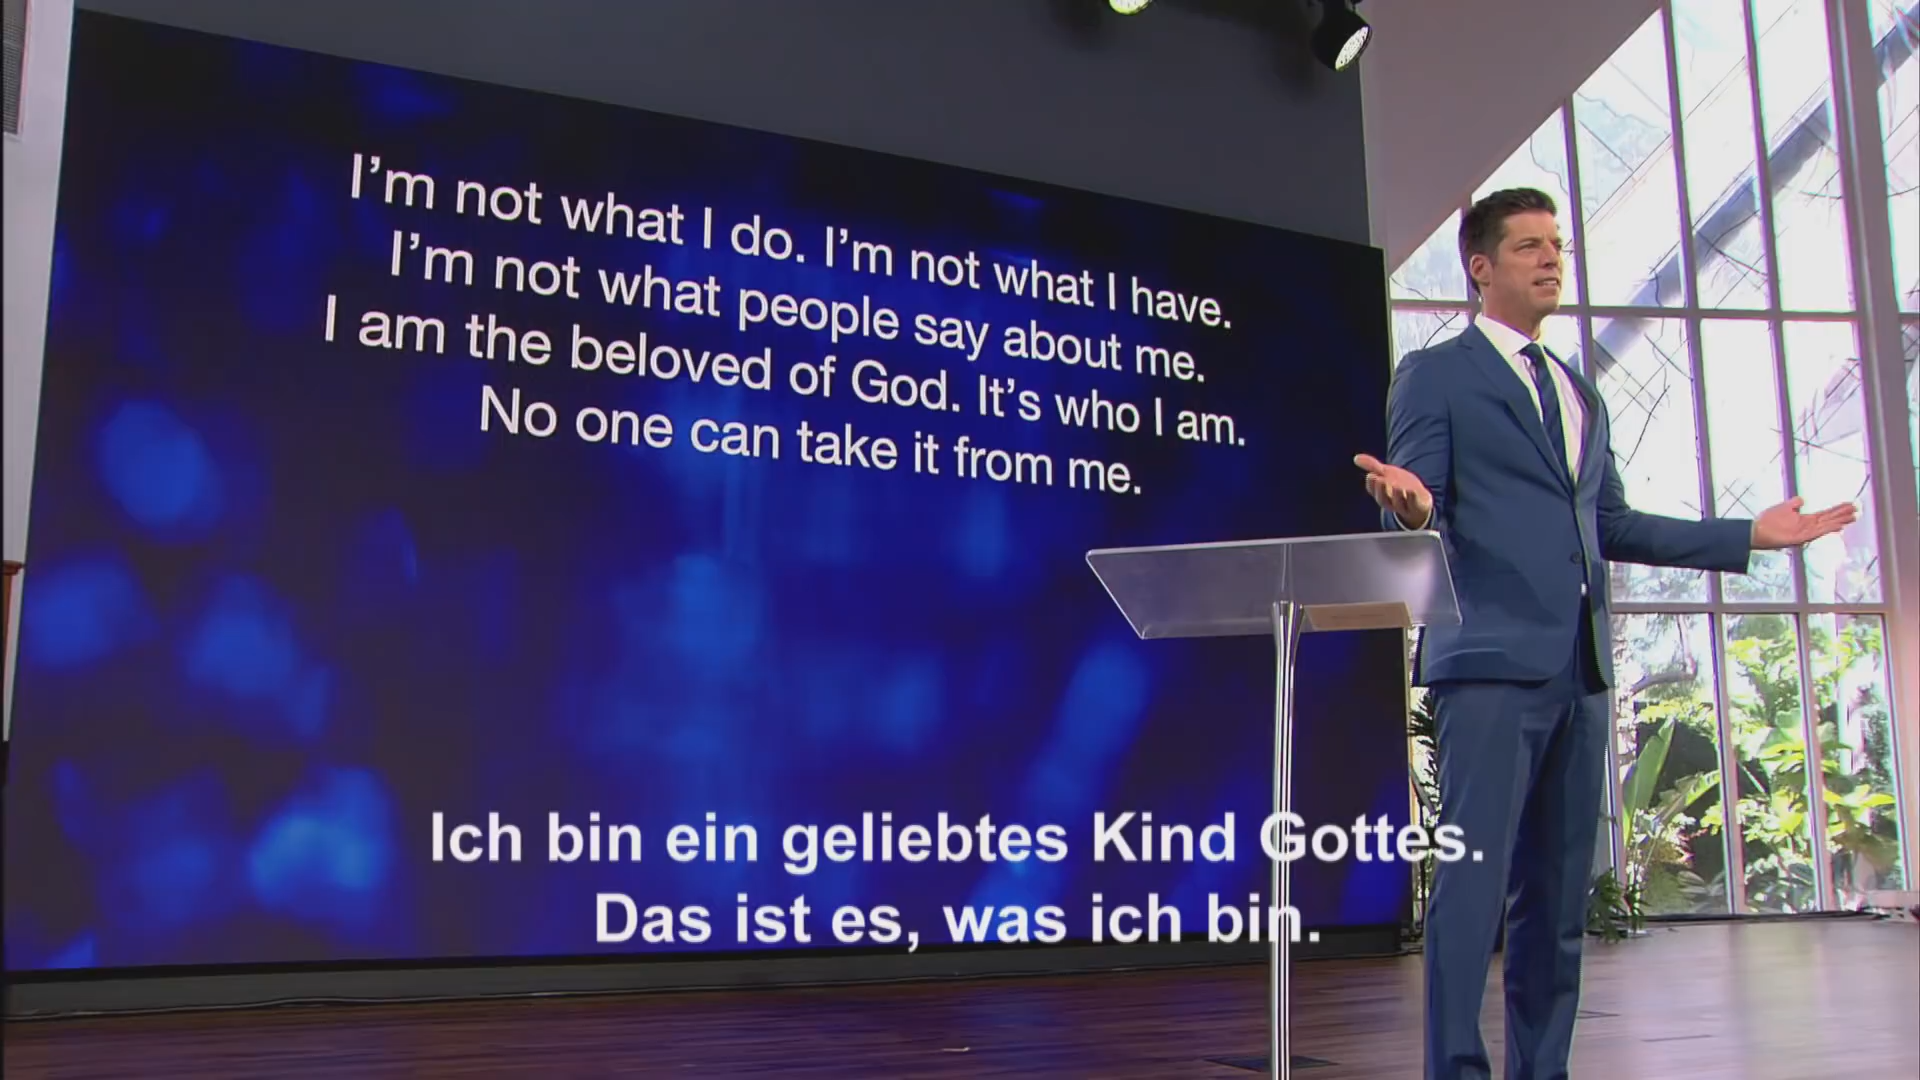 I'm not what I do. I'm not what I have.
I'm not what people say about me.
I am the beloved of God. It's who I am.
No one can take it from me.
Ich bin ein geliebtes Kind Gottes.
Das ist es, was ich bin.